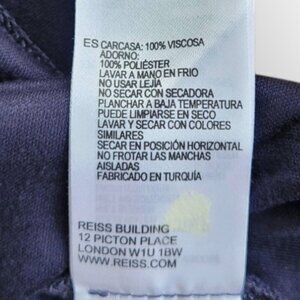 ES CARCASA: 100% VISCOSA
ADORNO:
100% POLIÉSTER
LAVAR A MANO EN FRIO
NO USAR LEJÍA
NO SECAR CON SECADORA
PLANCHAR A BAJA TEMPERATURA
PUEDE LIMPIARSE EN SECO
LAVAR Y SECAR CON COLORES
SIMILARES
SECAR EN POSICIÓN HORIZONTAL
NO FROTAR LAS MANCHAS
AISLADAS
FABRICADO EN TURQUÍA
REISS BUILDING
12 PICTON PLACE
LONDON W1U 1BW
WWW.REISS.COM